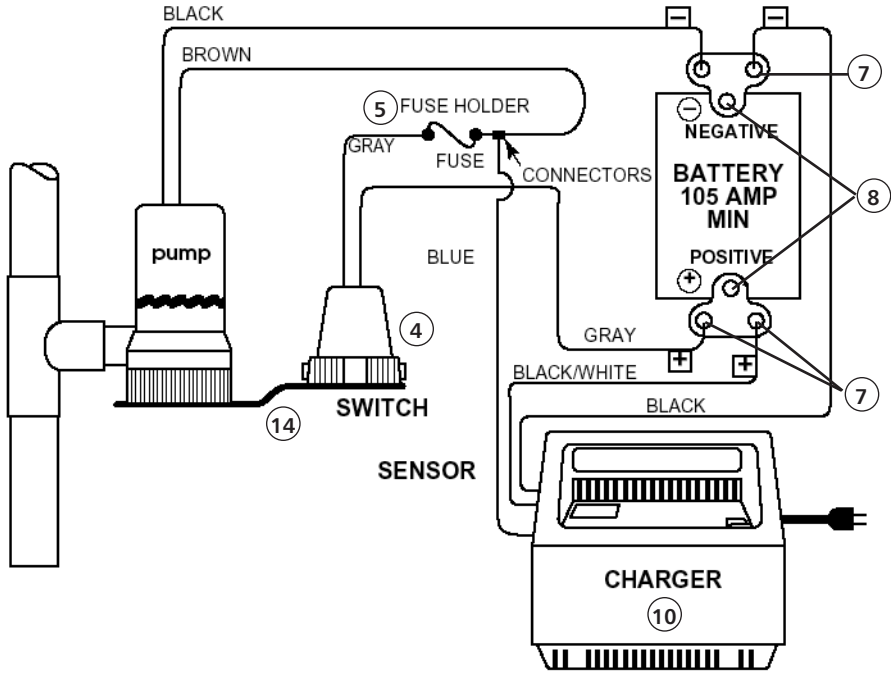 BLACK
− −
BROWN
7
5 FUSE HOLDER
− NEGATIVE
GRAY
FUSE
CONNECTORS
BATTERY
105 AMP
MIN
8
pump
BLUE
POSITIVE
+
4
GRAY
+ +
BLACK/WHITE
7
BLACK
14
SWITCH
SENSOR
CHARGER
10